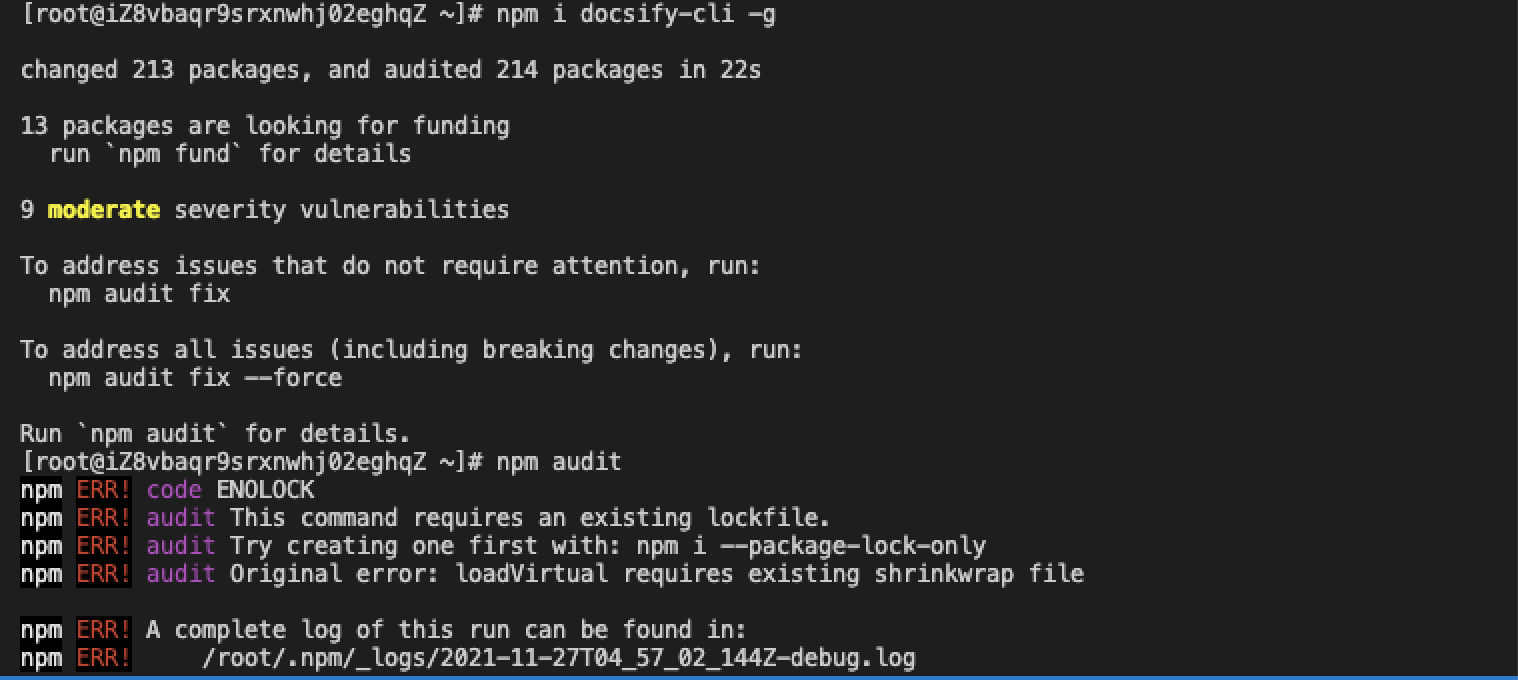 [root@iZ8vbaqr9srxnwhj02eghqZ ~]# npm i docsify-cli -g
changed 213 packages, and audited 214 packages in 22s
13 packages are looking for funding
  run `npm fund` for details
9 moderate severity vulnerabilities
To address issues that do not require attention, run:
  npm audit fix
To address all issues (including breaking changes), run:
  npm audit fix --force
Run `npm audit` for details.
[root@iZ8vbaqr9srxnwhj02eghqZ ~]# npm audit
npm ERR! code ENOLOCK
npm ERR! audit This command requires an existing lockfile.
npm ERR! audit Try creating one first with: npm i --package-lock-only
npm ERR! audit Original error: loadVirtual requires existing shrinkwrap file
npm ERR! A complete log of this run can be found in:
npm ERR!     /root/.npm/_logs/2021-11-27T04_57_02_144Z-debug.log